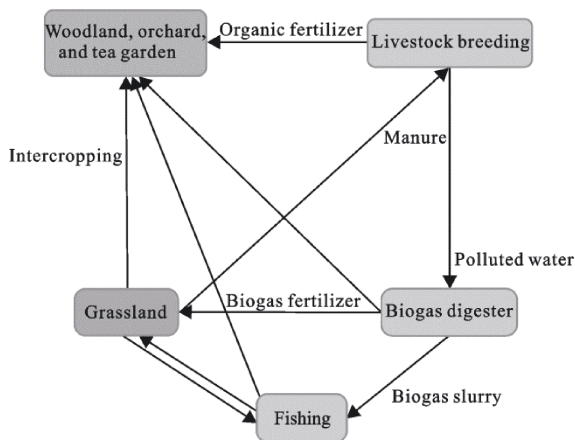 Woodland, orchard,
and tea garden
Organic fertilizer
Livestock breeding
Intercropping
Manure
Polluted water
Grassland
Biogas fertilizer
Biogas digester
Biogas slurry
Fishing